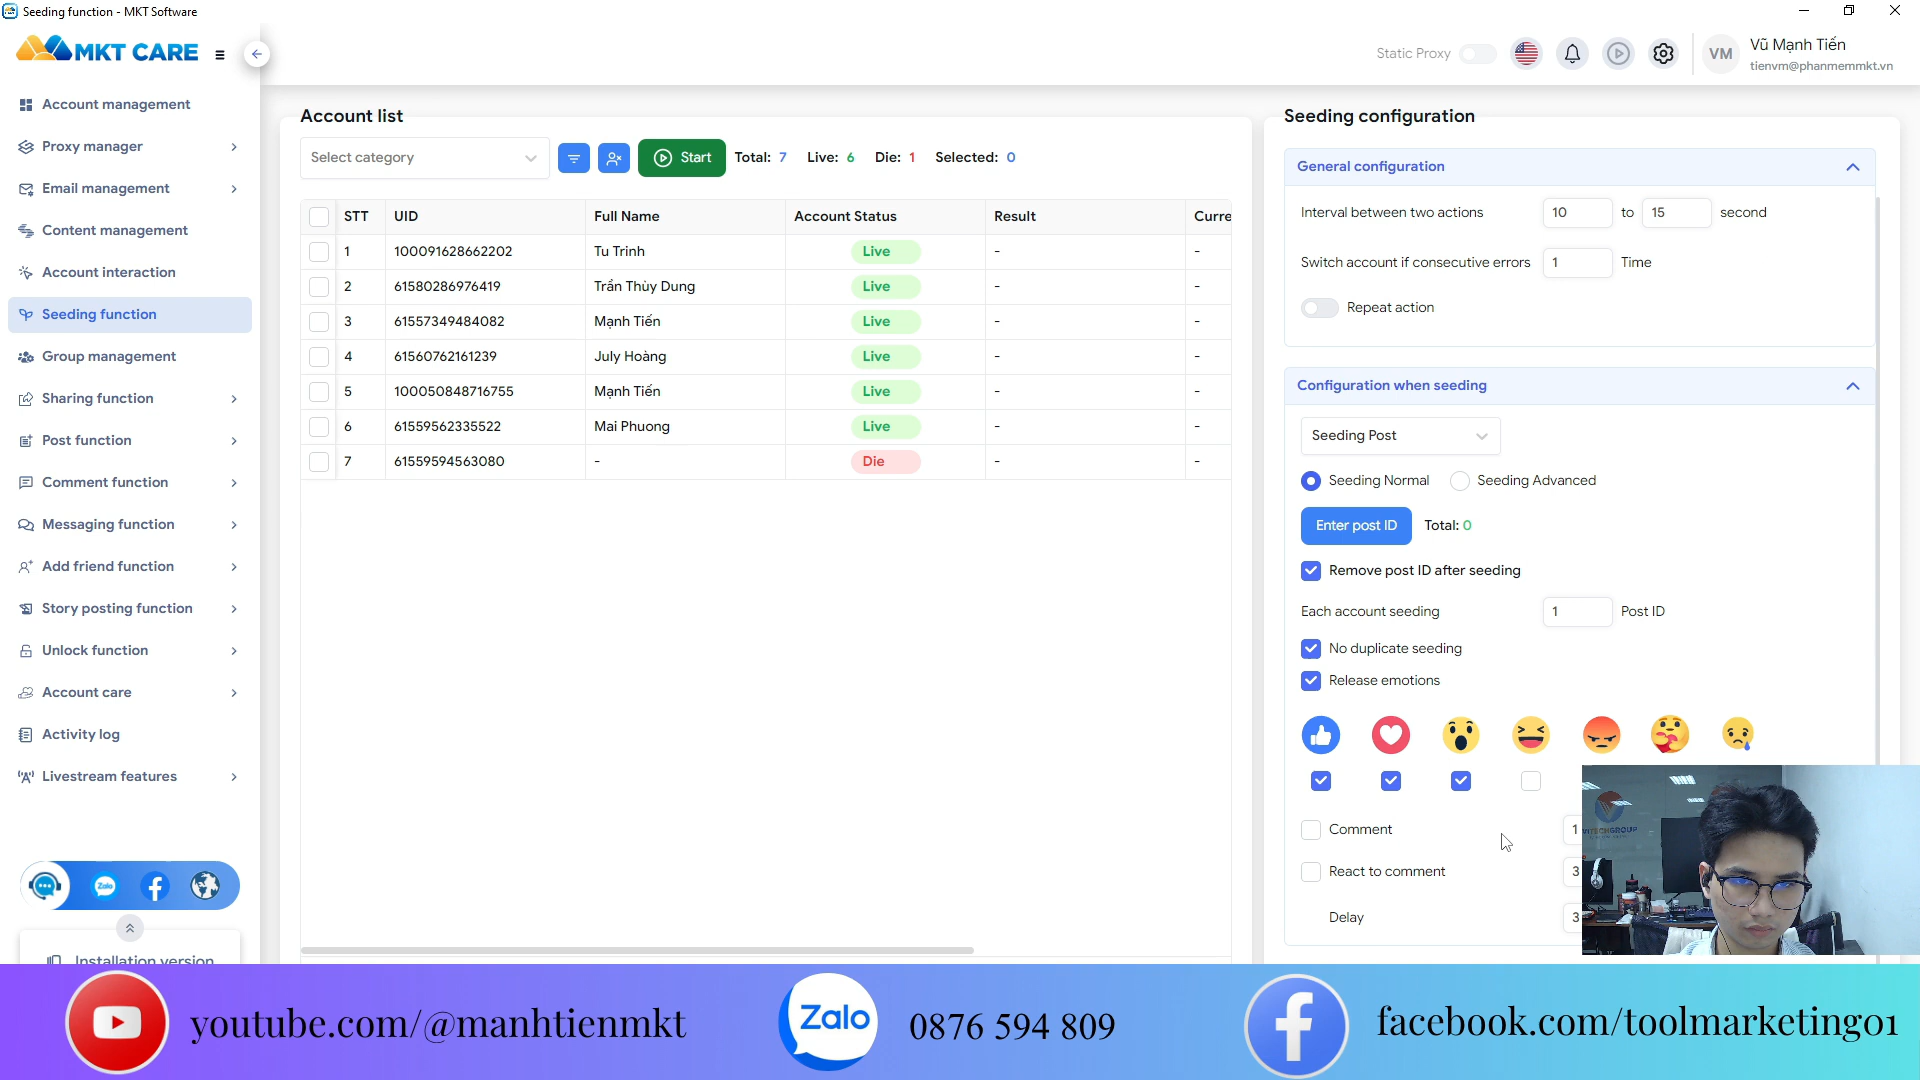 Seeding function - MKT Software
MKT CARE
Static Proxy
VM
Vũ Mạnh Tiến
tienvm@phanmemmkt.vn
Account management
Proxy manager
Email management
Content management
Account interaction
Seeding function
Group management
Sharing function
Post function
Comment function
Messaging function
Add friend function
Story posting function
Unlock function
Account care
Activity log
Livestream features
Zalo
Installation version
Account list
Select category
Start
Total: 7
Live: 6
Die: 1
Selected: 0
STT UID Full Name Account Status Result Curre
1 100091628662202 Tu Trinh Live - -
2 61580286976419 Trần Thùy Dung Live - -
3 61557349484082 Mạnh Tiến Live - -
4 61560762161239 July Hoàng Live - -
5 100050848716755 Mạnh Tiến Live - -
6 61559562335522 Mai Phuong Live - -
7 61559594563080 - Die - -
Seeding configuration
General configuration
Interval between two actions 10 to 15 second
Switch account if consecutive errors 1 Time
Repeat action
Configuration when seeding
Seeding Post
Seeding Normal Seeding Advanced
Enter post ID Total: 0
Remove post ID after seeding
Each account seeding 1 Post ID
No duplicate seeding
Release emotions
Comment 1
React to comment 3
Delay 3
youtube.com/@manhtienmkt
Zalo
0876 594 809
facebook.com/toolmarketing01